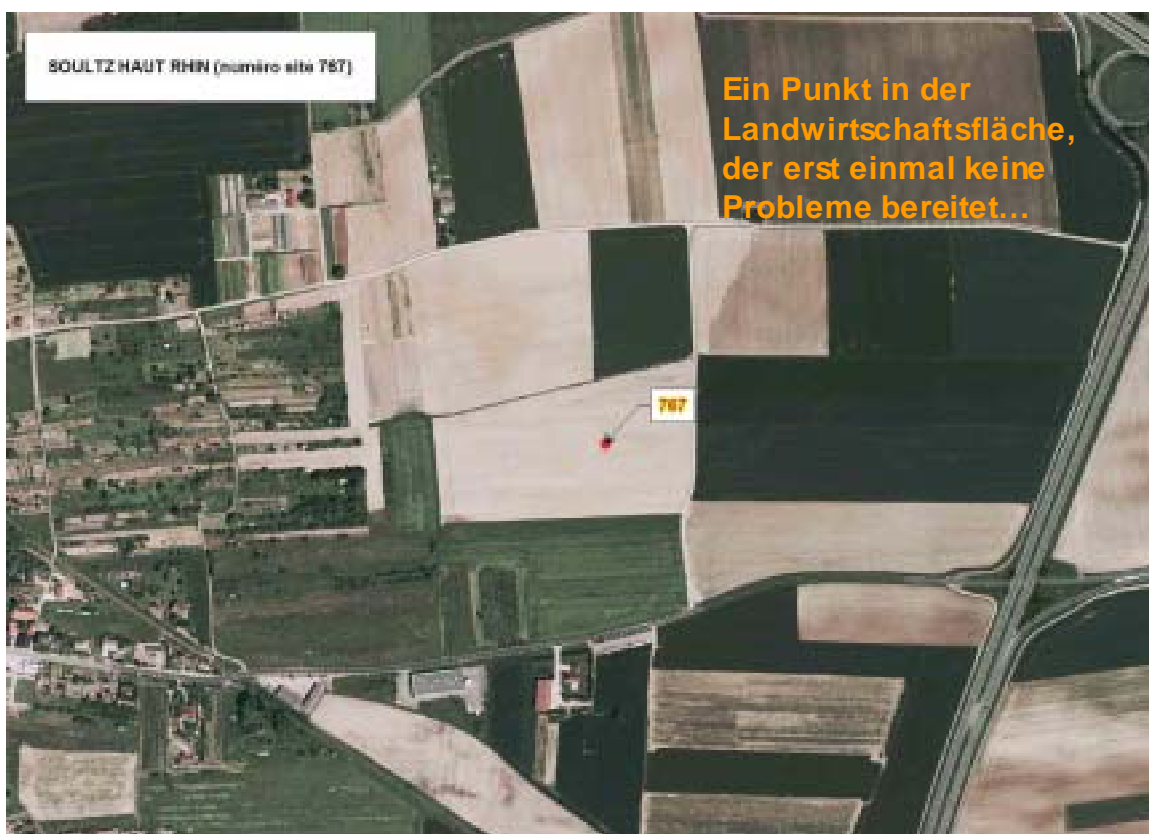 SOULTZ HAUT RHIN (numéro site 767)
Ein Punkt in der
Landwirtschaftsfläche,
der erst einmal keine
Probleme bereitet…
767